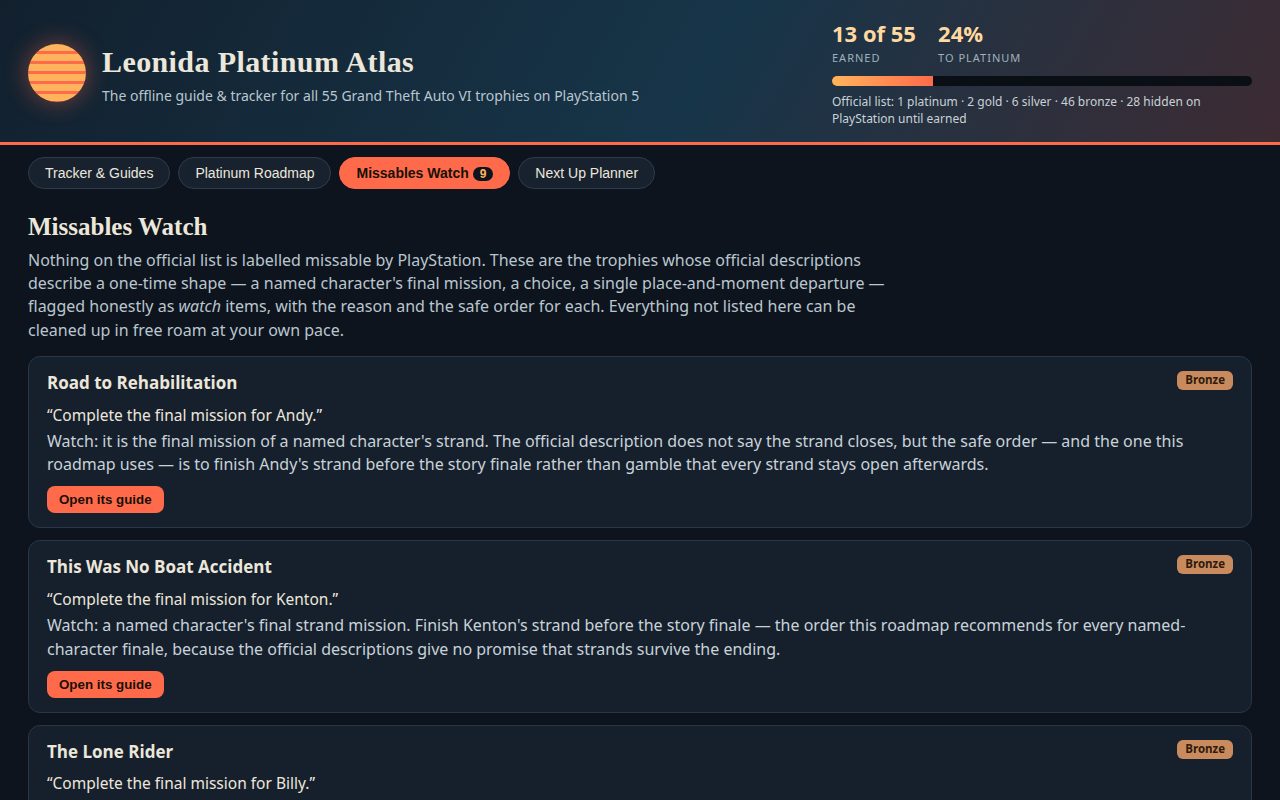 Leonida Platinum Atlas
The offline guide & tracker for all 55 Grand Theft Auto VI trophies on PlayStation 5
13 of 55
EARNED
24%
TO PLATINUM
Official list: 1 platinum · 2 gold · 6 silver · 46 bronze · 28 hidden on
PlayStation until earned
Tracker & Guides
Platinum Roadmap
Missables Watch 9
Next Up Planner
Missables Watch
Nothing on the official list is labelled missable by PlayStation. These are the trophies whose official descriptions
describe a one-time shape — a named character's final mission, a choice, a single place-and-moment departure —
flagged honestly as watch items, with the reason and the safe order for each. Everything not listed here can be
cleaned up in free roam at your own pace.
Road to Rehabilitation
Bronze
“Complete the final mission for Andy.”
Watch: it is the final mission of a named character's strand. The official description does not say the strand closes, but the safe order — and the one this
roadmap uses — is to finish Andy's strand before the story finale rather than gamble that every strand stays open afterwards.
Open its guide
This Was No Boat Accident
Bronze
“Complete the final mission for Kenton.”
Watch: a named character's final strand mission. Finish Kenton's strand before the story finale — the order this roadmap recommends for every named-
character finale, because the official descriptions give no promise that strands survive the ending.
Open its guide
The Lone Rider
Bronze
“Complete the final mission for Billy.”